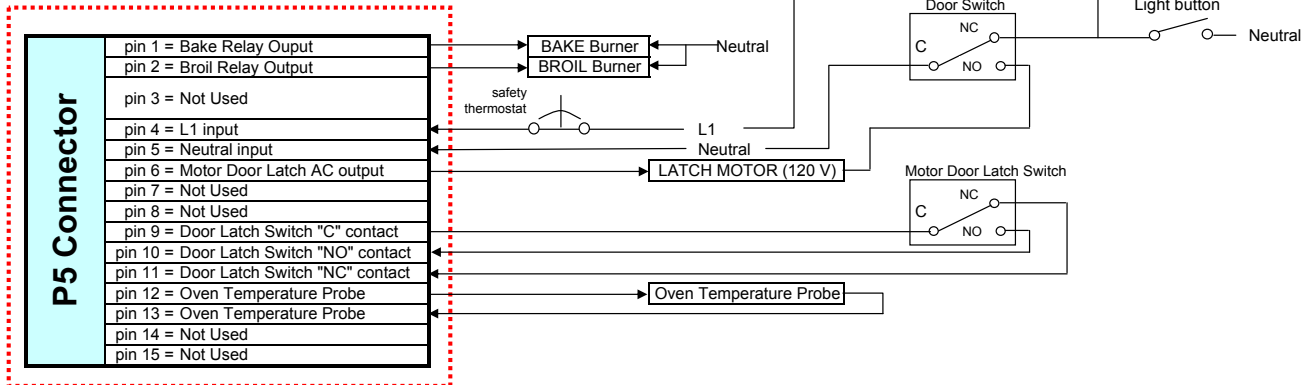 Door Switch
Light button
NC
C
NO
Neutral
P5 Connector
pin 1 = Bake Relay Ouput
pin 2 = Broil Relay Output
pin 3 = Not Used
pin 4 = L1 input
pin 5 = Neutral input
pin 6 = Motor Door Latch AC output
pin 7 = Not Used
pin 8 = Not Used
pin 9 = Door Latch Switch "C" contact
pin 10 = Door Latch Switch "NO" contact
pin 11 = Door Latch Switch "NC" contact
pin 12 = Oven Temperature Probe
pin 13 = Oven Temperature Probe
pin 14 = Not Used
pin 15 = Not Used
BAKE Burner
BROIL Burner
Neutral
safety
thermostat
L1
Neutral
LATCH MOTOR (120 V)
Motor Door Latch Switch
NC
C
NO
Oven Temperature Probe